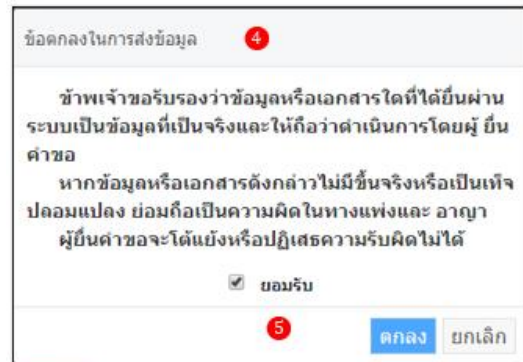 ข้อตกลงในการส่งข้อมูล 4
ข้าพเจ้าขอรับรองว่าข้อมูลหรือเอกสารใดที่ได้ยื่นผ่าน
ระบบเป็นข้อมูลที่เป็นจริงและให้ถือว่าดำเนินการโดยผู้ ยื่น
คำขอ
หากข้อมูลหรือเอกสารดังกล่าวไม่มีขึ้นจริงหรือเป็นเท็จ
ปลอมแปลง ย่อมถือเป็นความผิดในทางแพ่งและ อาญา
ผู้ยื่นคำขอจะโต้แย้งหรือปฏิเสธความรับผิดไม่ได้
ยอมรับ
5
ตกลง ยกเลิก